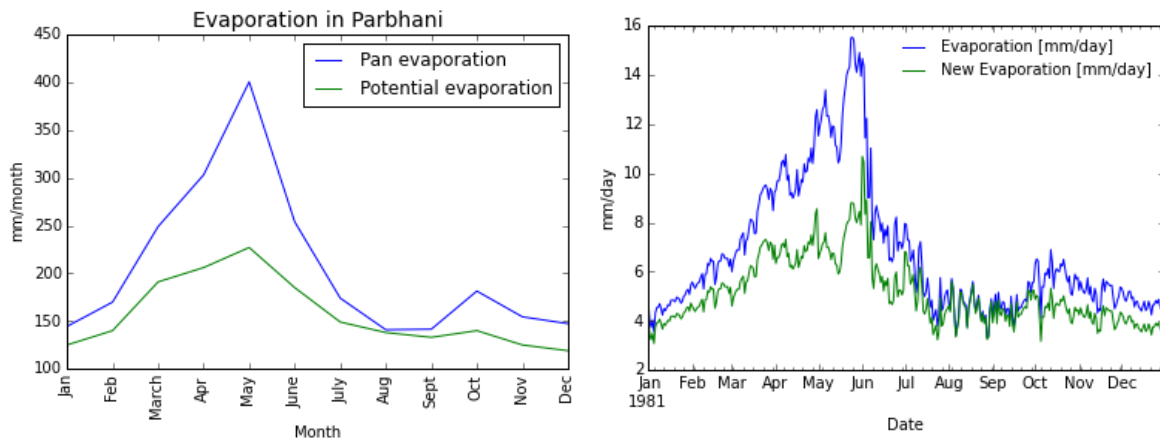 Evaporation in Parbhani
450
400
350
300
250
200
150
100
mm/month
Pan evaporation
Potential evaporation
Jan
Feb
March
Apr
May
June
July
Aug
Sept
Oct
Nov
Dec
Month
16
14
12
10
8
6
4
2
mm/day
Evaporation [mm/day]
New Evaporation [mm/day]
Jan Feb Mar Apr May Jun Jul Aug Sep Oct Nov Dec
1981
Date